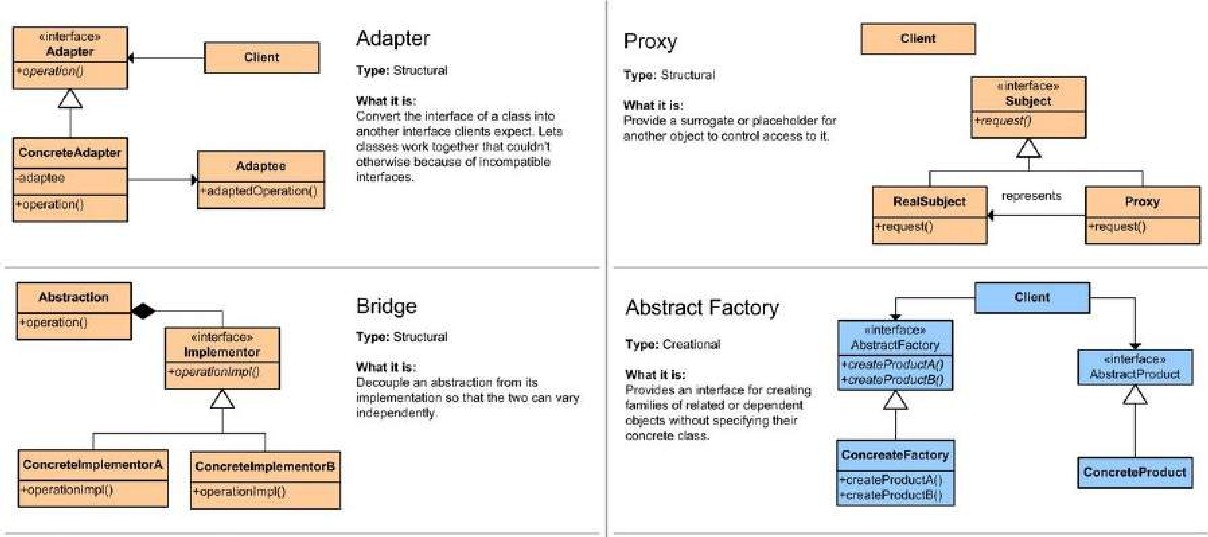 «interface»
Adapter
+operation()
Client
ConcreteAdapter
-adaptee
+operation()
Adaptee
+adaptedOperation()
Adapter
Type: Structural
What it is:
Convert the interface of a class into
another interface clients expect. Lets
classes work together that couldn't
otherwise because of incompatible
interfaces.
Proxy
Type: Structural
What it is:
Provide a surrogate or placeholder for
another object to control access to it.
Client
«interface»
Subject
+request()
RealSubject
+request()
represents
Proxy
+request()
Abstraction
+operation()
«interface»
Implementor
+operationImpl()
ConcreteImplementorA
+operationImpl()
ConcreteImplementorB
+operationImpl()
Bridge
Type: Structural
What it is:
Decouple an abstraction from its
implementation so that the two can vary
independently.
Abstract Factory
Type: Creational
What it is:
Provides an interface for creating
families of related or dependent
objects without specifying their
concrete class.
Client
«interface»
AbstractFactory
+createProductA()
+createProductB()
«interface»
AbstractProduct
ConcreateFactory
+createProductA()
+createProductB()
ConcreteProduct